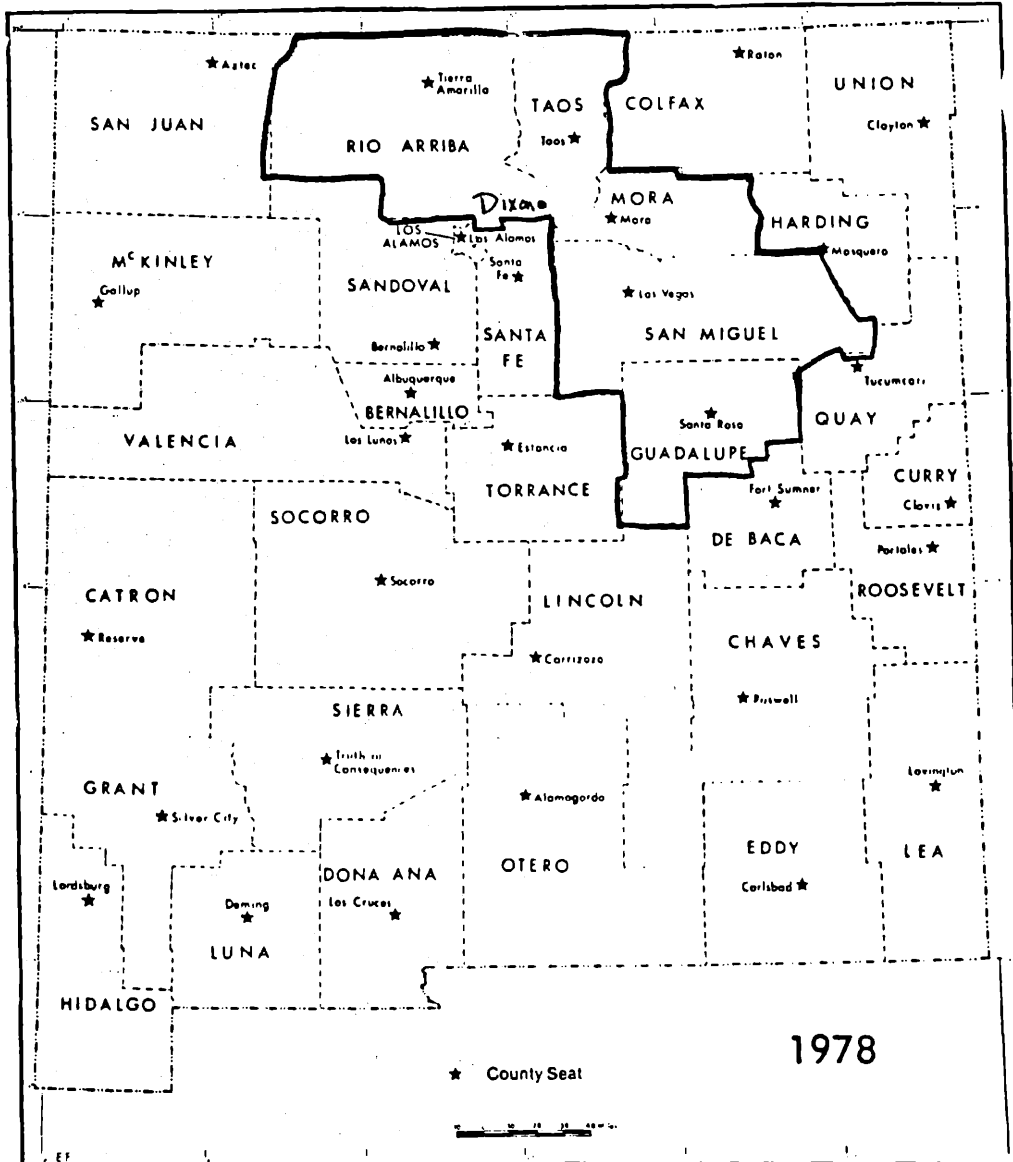 Aztec
Raton
Tierra
Amarilla
TAOS
COLFAX
UNION
SAN JUAN
Taos
Clayton
RIO ARRIBA
MORA
Dixon
Mora
HARDING
LOS
ALAMOS
Los Alamos
Mosquero
McKINLEY
Santa
Fe
Gallup
SANDOVAL
Las Vegas
SANTA
FE
SAN MIGUEL
Bernalillo
Albuquerque
Tucumcari
BERNALILLO
Santa Rosa
QUAY
VALENCIA
Los Lunas
Estancia
GUADALUPE
CURRY
TORRANCE
Fort Sumner
Clovis
SOCORRO
DE BACA
Portales
CATRON
Socorro
LINCOLN
ROOSEVELT
Reserve
Carrizozo
CHAVES
SIERRA
Roswell
Truth or
Consequences
Lovington
GRANT
Alamogordo
Silver City
OTERO
EDDY
LEA
DONA ANA
Lordsburg
Deming
Las Cruces
Carlsbad
LUNA
HIDALGO
1978
★ County Seat
EF